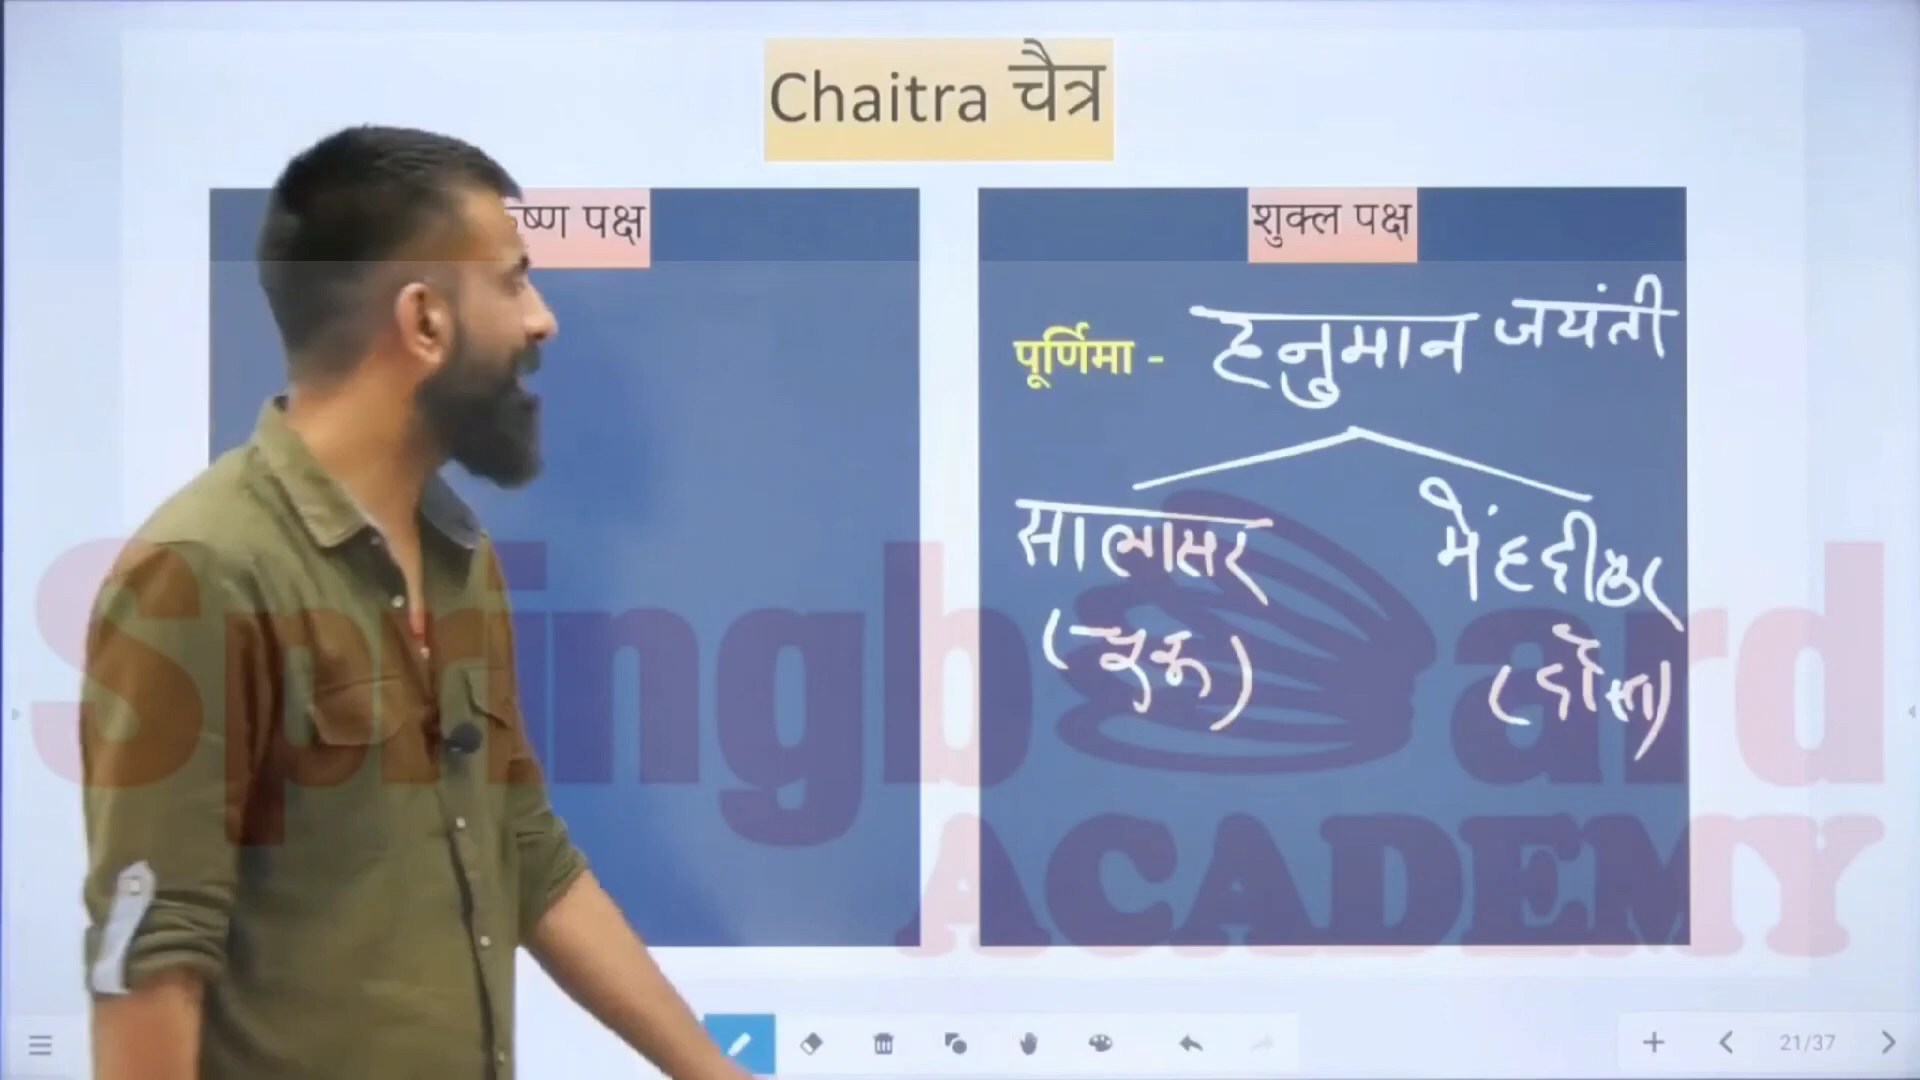 Chaitra चैत्र
ष्ण पक्ष
शुक्ल पक्ष
पूर्णिमा - हनुमान जयंती
सालासर
मेंहदीपुर
(चुरू)
(दौसा)
Springboard
ACADEMY
21/37